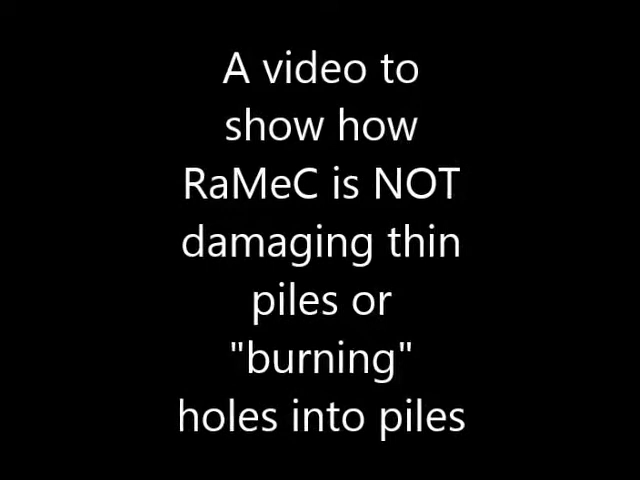 A video to
show how
RaMeC is NOT
damaging thin
piles or
"burning"
holes into piles